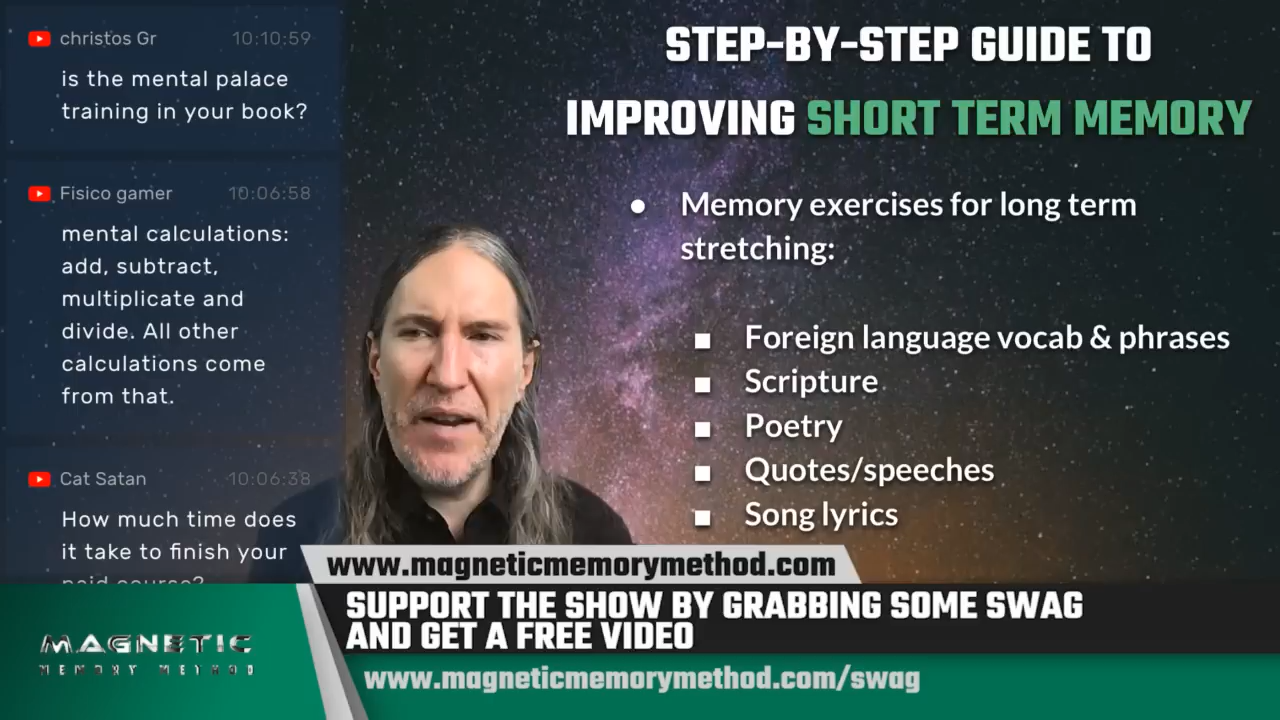 christos Gr 10:10:59
is the mental palace
training in your book?
Fisico gamer 10:06:58
mental calculations:
add, subtract,
multiplicate and
divide. All other
calculations come
from that.
Cat Satan 10:06:38
How much time does
it take to finish your
paid course?
STEP-BY-STEP GUIDE TO
IMPROVING SHORT TERM MEMORY
● Memory exercises for long term
stretching:
■ Foreign language vocab & phrases
■ Scripture
■ Poetry
■ Quotes/speeches
■ Song lyrics
www.magneticmemorymethod.com
SUPPORT THE SHOW BY GRABBING SOME SWAG
AND GET A FREE VIDEO
www.magneticmemorymethod.com/swag
MAGNETIC
MEMORY METHOD